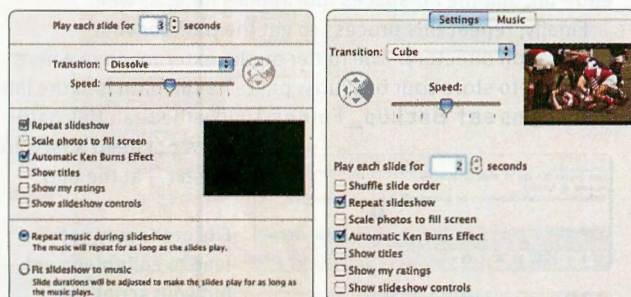 Play each slide for 3 seconds
Transition: Dissolve
Speed:
Repeat slideshow
Scale photos to fill screen
Automatic Ken Burns Effect
Show titles
Show my ratings
Show slideshow controls
Repeat music during slideshow
The music will repeat for as long as the slides play.
Fit slideshow to music
Slide durations will be adjusted to make the slides play for as long as
the music plays.
Settings Music
Transition: Cube
Speed:
Play each slide for 2 seconds
Shuffle slide order
Repeat slideshow
Scale photos to fill screen
Automatic Ken Burns Effect
Show titles
Show my ratings
Show slideshow controls